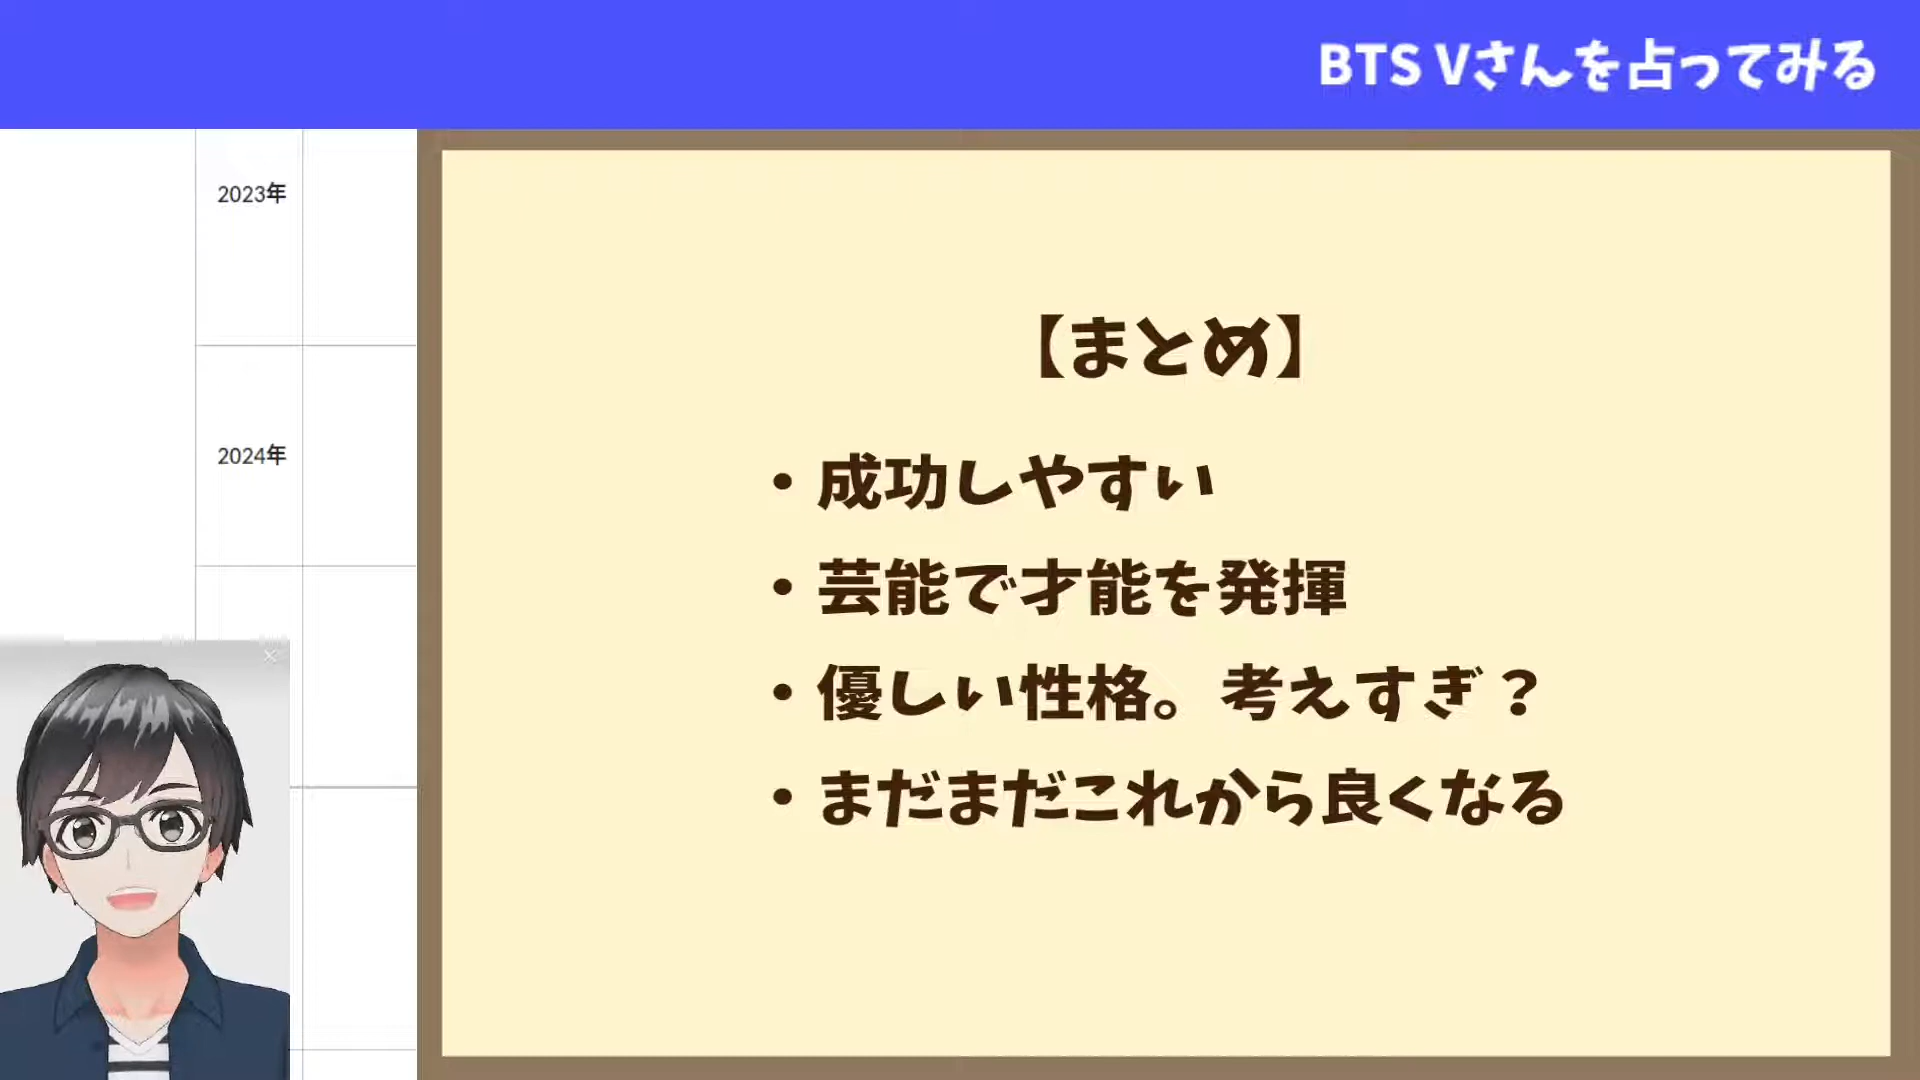 BTS Vさんを占ってみる
2023年
2024年
【まとめ】
・成功しやすい
・芸能で才能を発揮
・優しい性格。考えすぎ？
・まだまだこれから良くなる